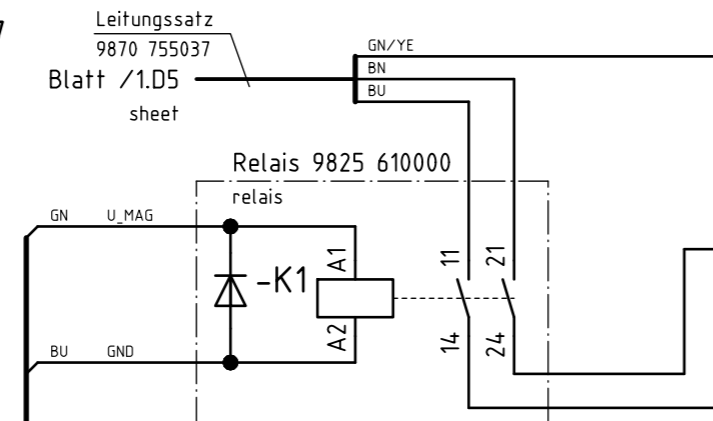 Leitungssatz
9870 755037
Blatt /1.D5
sheet
GN/YE
BN
BU
Relais 9825 610000
relais
GN U_MAG
A1
11
21
-K1
A2
14
24
BU GND